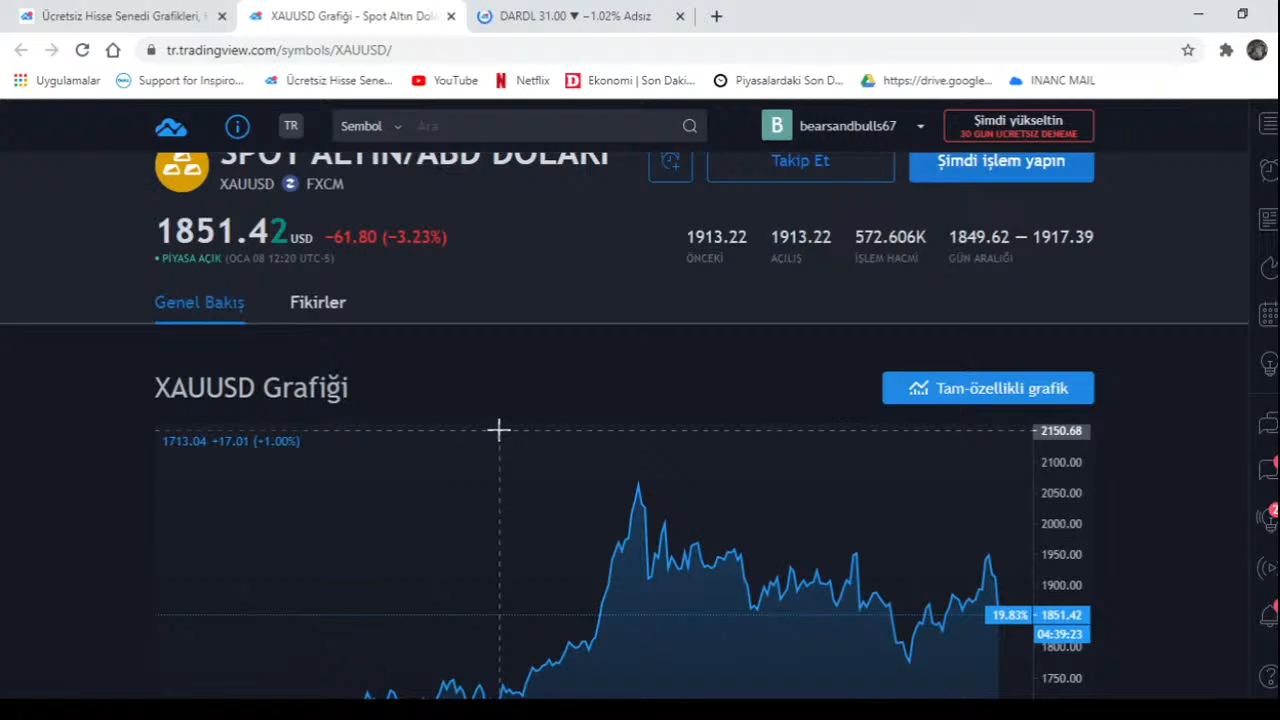 Ücretsiz Hisse Senedi Grafikleri,
XAUUSD Grafiği - Spot Altın Dol
DARDL 31.00 ▼ −1.02% Adsız
tr.tradingview.com/symbols/XAUUSD/
Uygulamalar
Support for Inspiro...
Ücretsiz Hisse Sene...
YouTube
Netflix
Ekonomi | Son Daki...
Piyasalardaki Son D...
https://drive.google...
INANC MAIL
TR
Sembol
Ara
B
bearsandbulls67
Şimdi yükseltin
30 GÜN ÜCRETSİZ DENEME
SPOT ALTIN/ABD DOLARI
Takip Et
Şimdi işlem yapın
XAUUSD FXCM
1851.42 USD −61.80 (−3.23%)
PİYASA AÇIK (OCA 08 12:20 UTC-5)
1913.22 1913.22 572.606K 1849.62 — 1917.39
ÖNCEKİ AÇILIŞ İŞLEM HACMİ GÜN ARALIĞI
Genel Bakış Fikirler
XAUUSD Grafiği
Tam-özellikli grafik
1713.04 +17.01 (+1.00%)
2150.68
2100.00
2050.00
2000.00
1950.00
1900.00
19.83% 1851.42
04:39:23
1800.00
1750.00